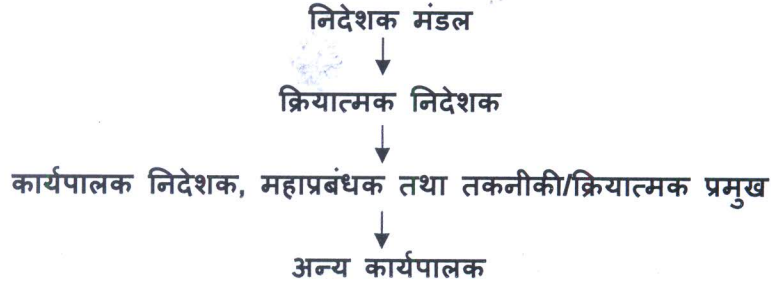 निदेशक मंडल
क्रियात्मक निदेशक
कार्यपालक निदेशक, महाप्रबंधक तथा तकनीकी/क्रियात्मक प्रमुख
अन्य कार्यपालक